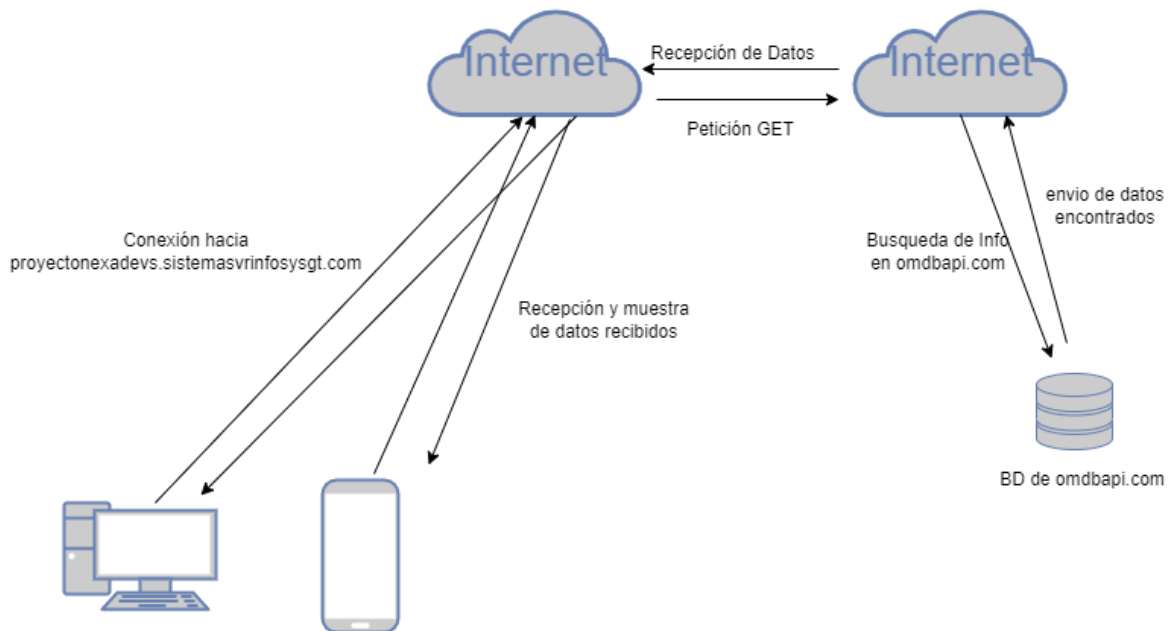 Internet
Internet
Recepción de Datos
Petición GET
Conexión hacia
proyectonexadevs.sistemasvrinfosysgt.com
Recepción y muestra
de datos recibidos
Busqueda de Info
en omdbapi.com
envio de datos
encontrados
BD de omdbapi.com